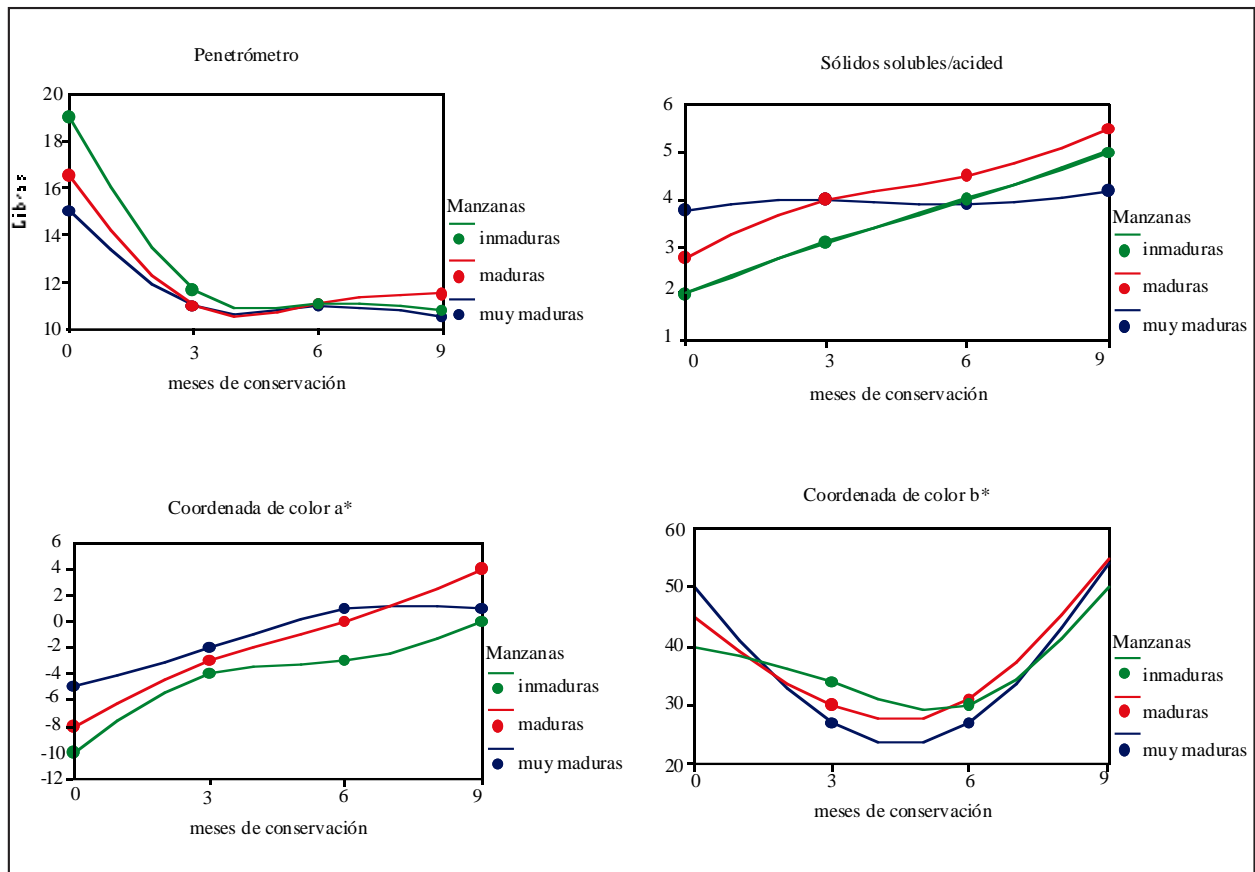 Penetrómetro
20
18
16
14
12
10
Libras
0 3 6 9
meses de conservación
Manzanas
inmaduras
maduras
muy maduras
Sólidos solubles/acided
6
5
4
3
2
1
0 3 6 9
meses de conservación
Manzanas
inmaduras
maduras
muy maduras
Coordenada de color a*
6
4
2
0
-2
-4
-6
-8
-10
-12
0 3 6 9
meses de conservación
Manzanas
inmaduras
maduras
muy maduras
Coordenada de color b*
60
50
40
30
20
0 3 6 9
meses de conservación
Manzanas
inmaduras
maduras
muy maduras